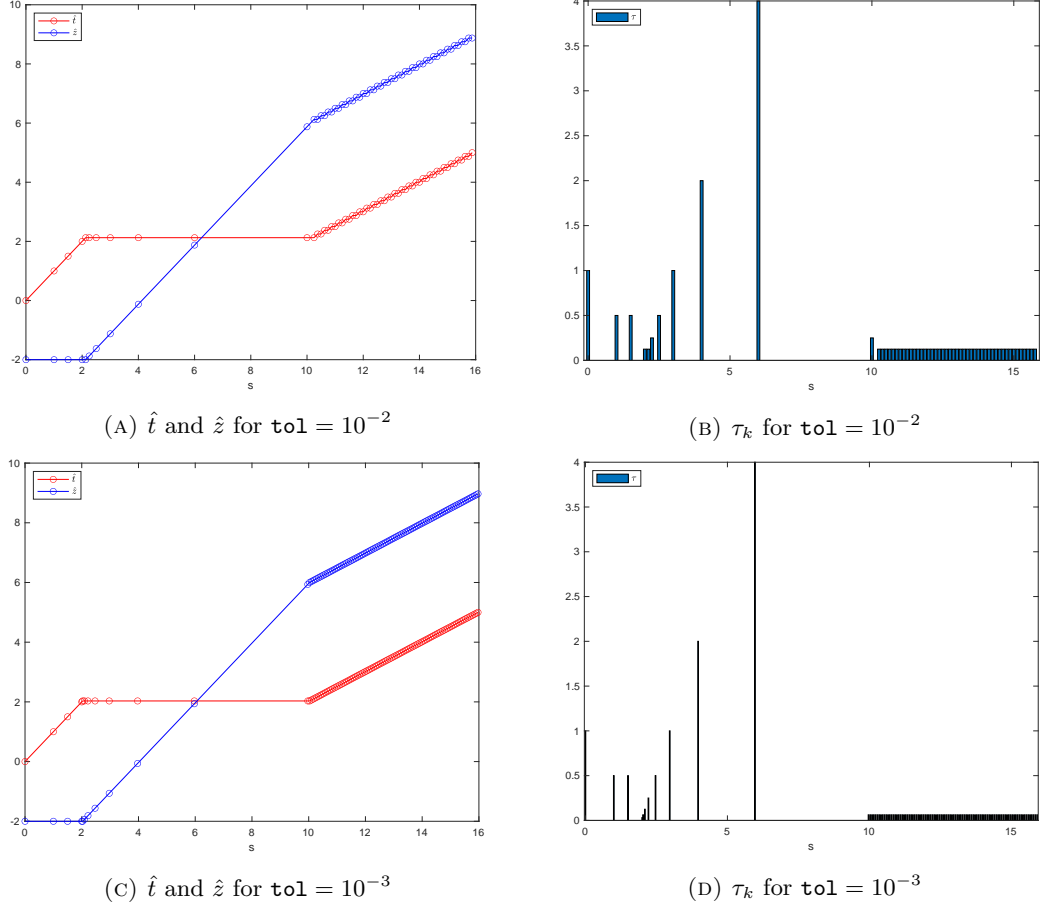 10
8
6
4
2
0
-2
t̂
ẑ
0 2 4 6 8 10 12 14 16
s
(A) t̂ and ẑ for tol = 10⁻²
4
3.5
3
2.5
2
1.5
1
0.5
0
τ
0 5 10 15
s
(B) τₖ for tol = 10⁻²
10
8
6
4
2
0
-2
t̂
ẑ
0 2 4 6 8 10 12 14 16
s
(C) t̂ and ẑ for tol = 10⁻³
4
3.5
3
2.5
2
1.5
1
0.5
0
τ
0 5 10 15
s
(D) τₖ for tol = 10⁻³